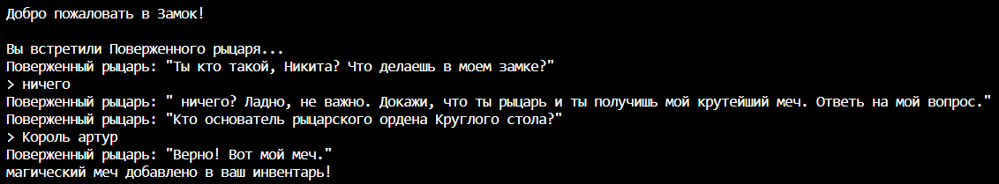 Добро пожаловать в Замок!
Вы встретили Поверженного рыцаря...
Поверженный рыцарь: "Ты кто такой, Никита? Что делаешь в моем замке?"
> ничего
Поверженный рыцарь: " ничего? Ладно, не важно. Докажи, что ты рыцарь и ты получишь мой крутейший меч. Ответь на мой вопрос."
Поверженный рыцарь: "Кто основатель рыцарского ордена Круглого стола?"
> Король артур
Поверженный рыцарь: "Верно! Вот мой меч."
магический меч добавлено в ваш инвентарь!